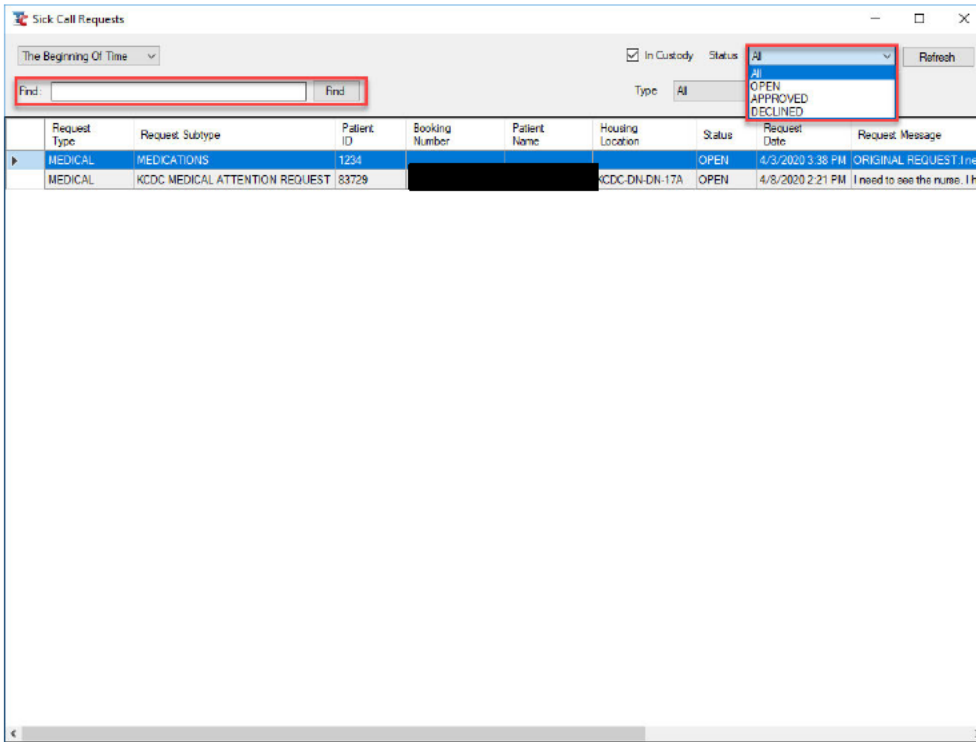 Sick Call Requests
The Beginning Of Time In Custody Status All Refresh
All
OPEN
APPROVED
DECLINED
Find: Find Type All
Request Type Request Subtype Patient ID Booking Number Patient Name Housing Location Status Request Date Request Message
MEDICAL MEDICATIONS 1234 OPEN 4/3/2020 3:38 PM ORIGINAL REQUEST:I ne
MEDICAL KCDC MEDICAL ATTENTION REQUEST 83729 KCDC-DN-DN-17A OPEN 4/8/2020 2:21 PM I need to see the nurse. I h